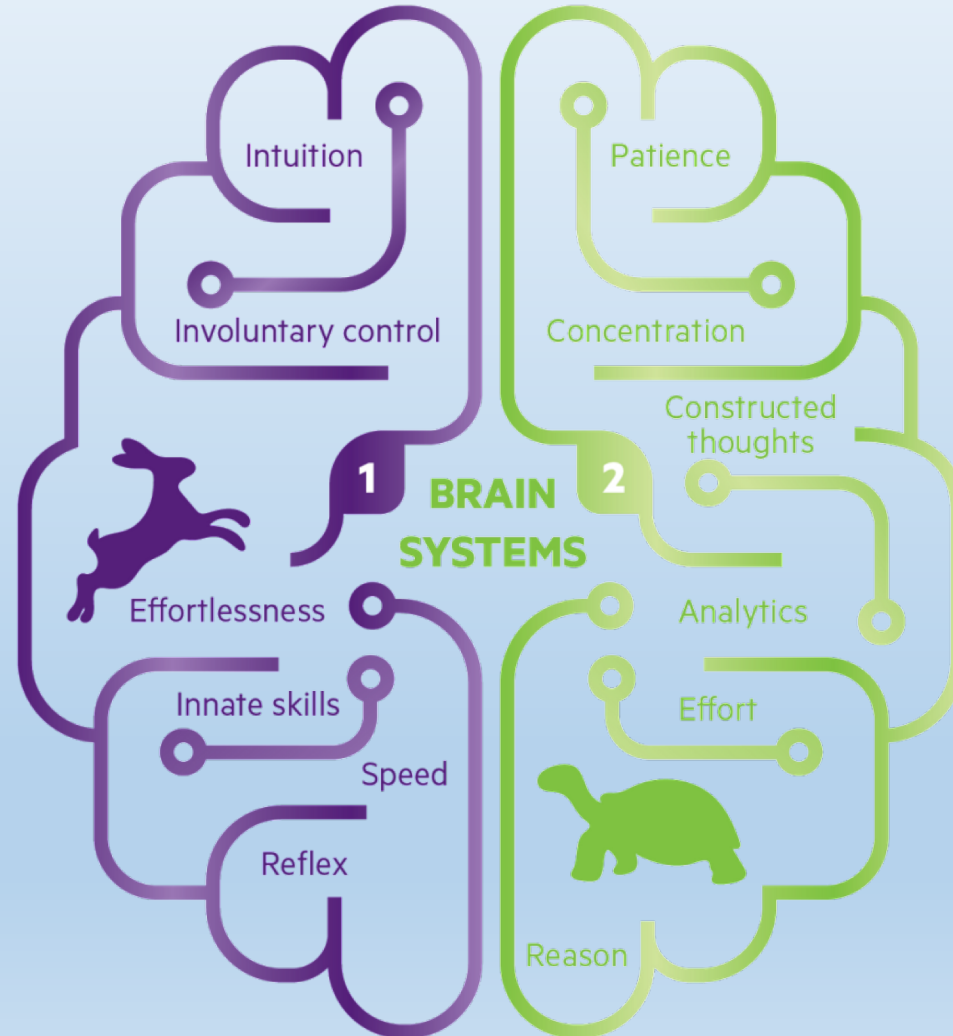 Intuition
Involuntary control
1
Effortlessness
Innate skills
Speed
Reflex
BRAIN
SYSTEMS
2
Patience
Concentration
Constructed
thoughts
Analytics
Effort
Reason